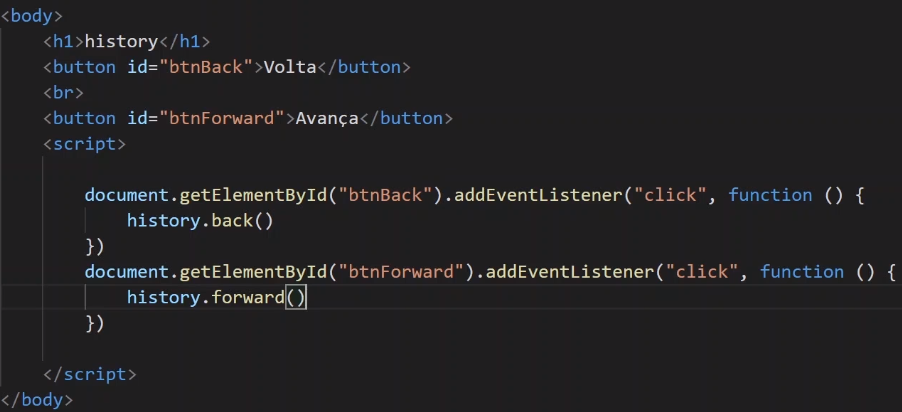 <body>
<h1>history</h1>
<button id="btnBack">Volta</button>
<br>
<button id="btnForward">Avança</button>
<script>
document.getElementById("btnBack").addEventListener("click", function () {
history.back()
})
document.getElementById("btnForward").addEventListener("click", function () {
history.forward()
})
</script>
</body>